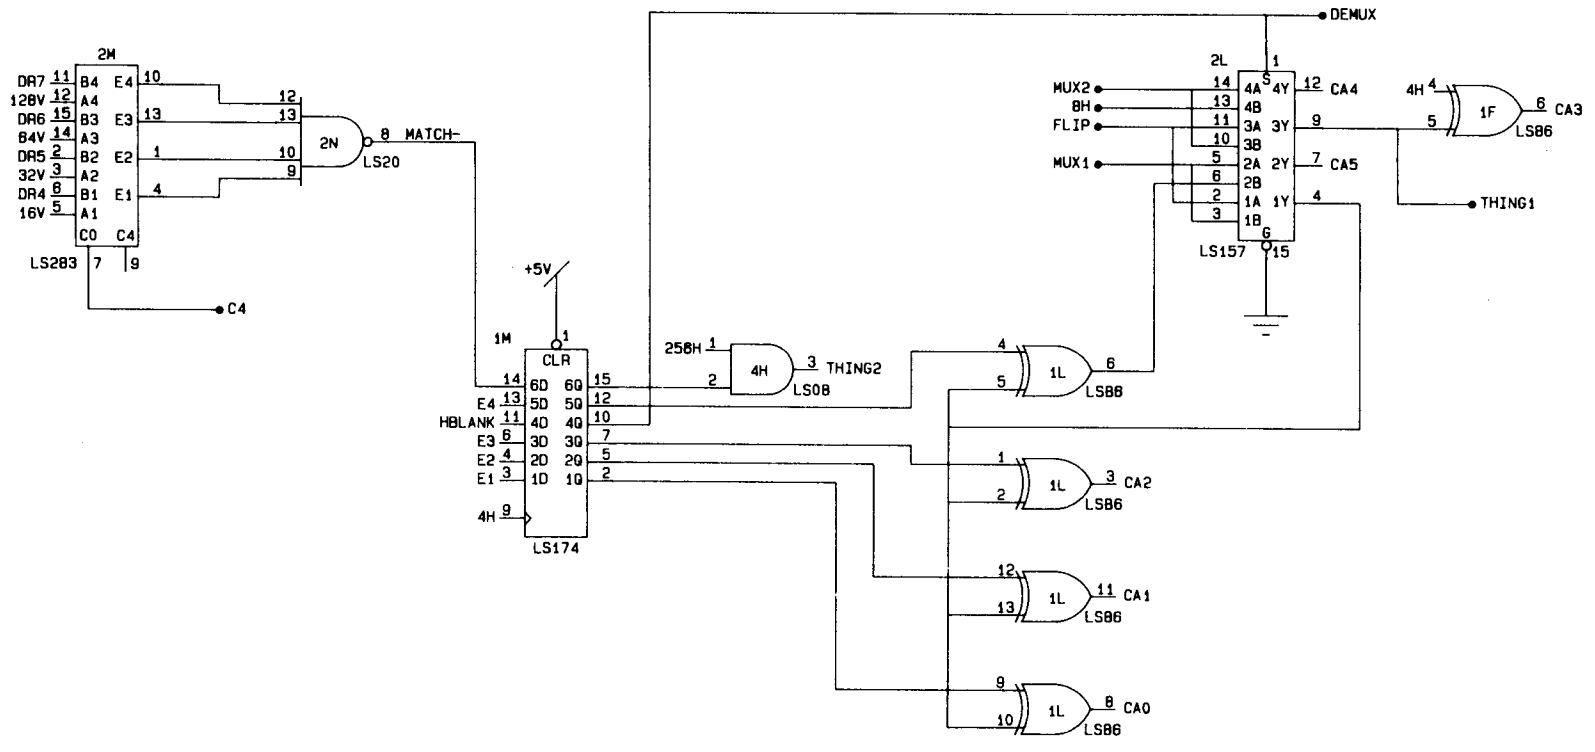 DEMUX
2M
DR7 11 B4 E4 10
128V 12 A4
DR6 15 B3 E3 13
B4V 14 A3
DR5 2 B2 E2 1
32V 3 A2
DR4 6 B1 E1 4
16V 5 A1
C0 C4
LS283 7 9
C4
12
13
10
9
2N
8 MATCH-
LS20
2L 1
S
MUX2 14 4A 4Y 12 CA4
8H 13 4B
FLIP 11 3A 3Y 9
10 3B
MUX1 5 2A 2Y 7 CA5
6 2B
2 1A 1Y 4
3 1B
G
LS157 15
4H 4
5
1F
6 CA3
LS86
THING1
+5V
1M 1
CLR
14 6D 6Q 15
E4 13 5D 5Q 12
HBLANK 11 4D 4Q 10
E3 6 3D 3Q 7
E2 4 2D 2Q 5
E1 3 1D 1Q 2
4H 9
LS174
256H 1
2
4H
3 THING2
LS08
4
5
1L
6
LS86
1
2
1L
3 CA2
LS86
12
13
1L
11 CA1
LS86
9
10
1L
8 CA0
LS86